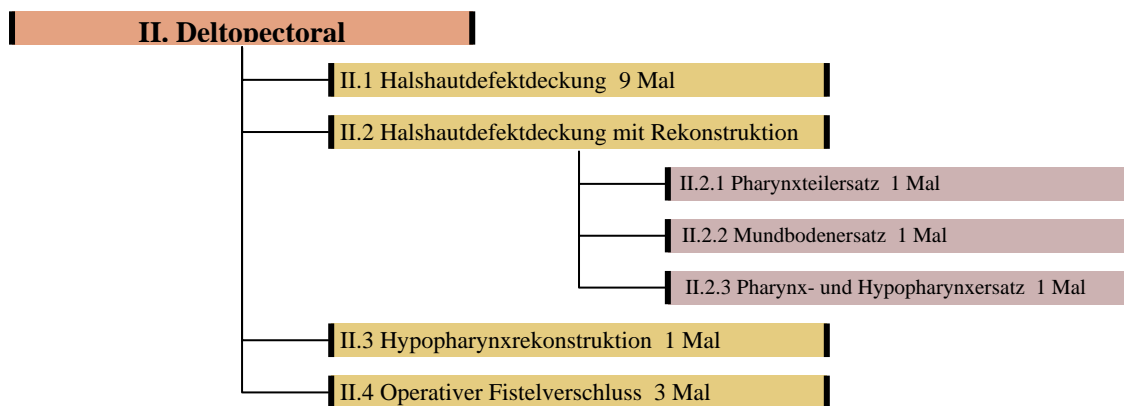 II. Deltopectoral
II.1 Halshautdefektdeckung 9 Mal
II.2 Halshautdefektdeckung mit Rekonstruktion
II.2.1 Pharynxteilersatz 1 Mal
II.2.2 Mundbodenersatz 1 Mal
II.2.3 Pharynx- und Hypopharynxersatz 1 Mal
II.3 Hypopharynxrekonstruktion 1 Mal
II.4 Operativer Fistelverschluss 3 Mal